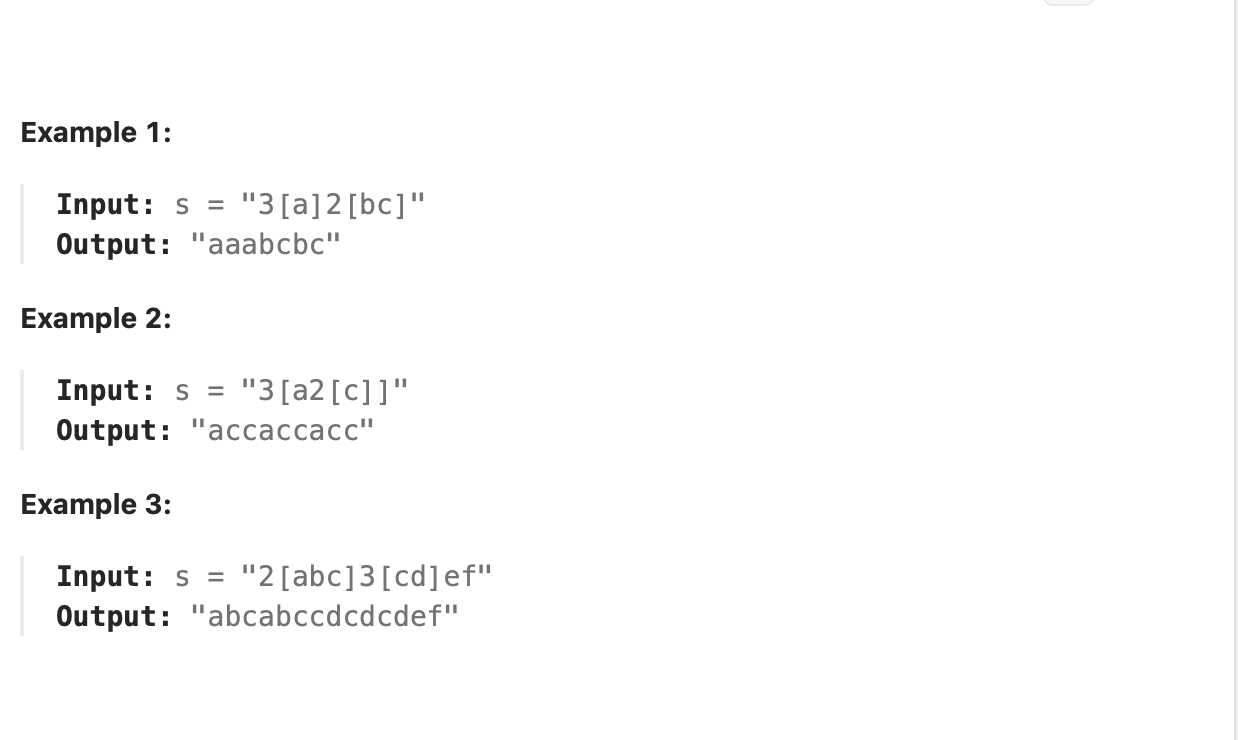 Example 1:
Input: s = "3[a]2[bc]"
Output: "aaabcbc"
Example 2:
Input: s = "3[a2[c]]"
Output: "accaccacc"
Example 3:
Input: s = "2[abc]3[cd]ef"
Output: "abcabccdcdcdef"